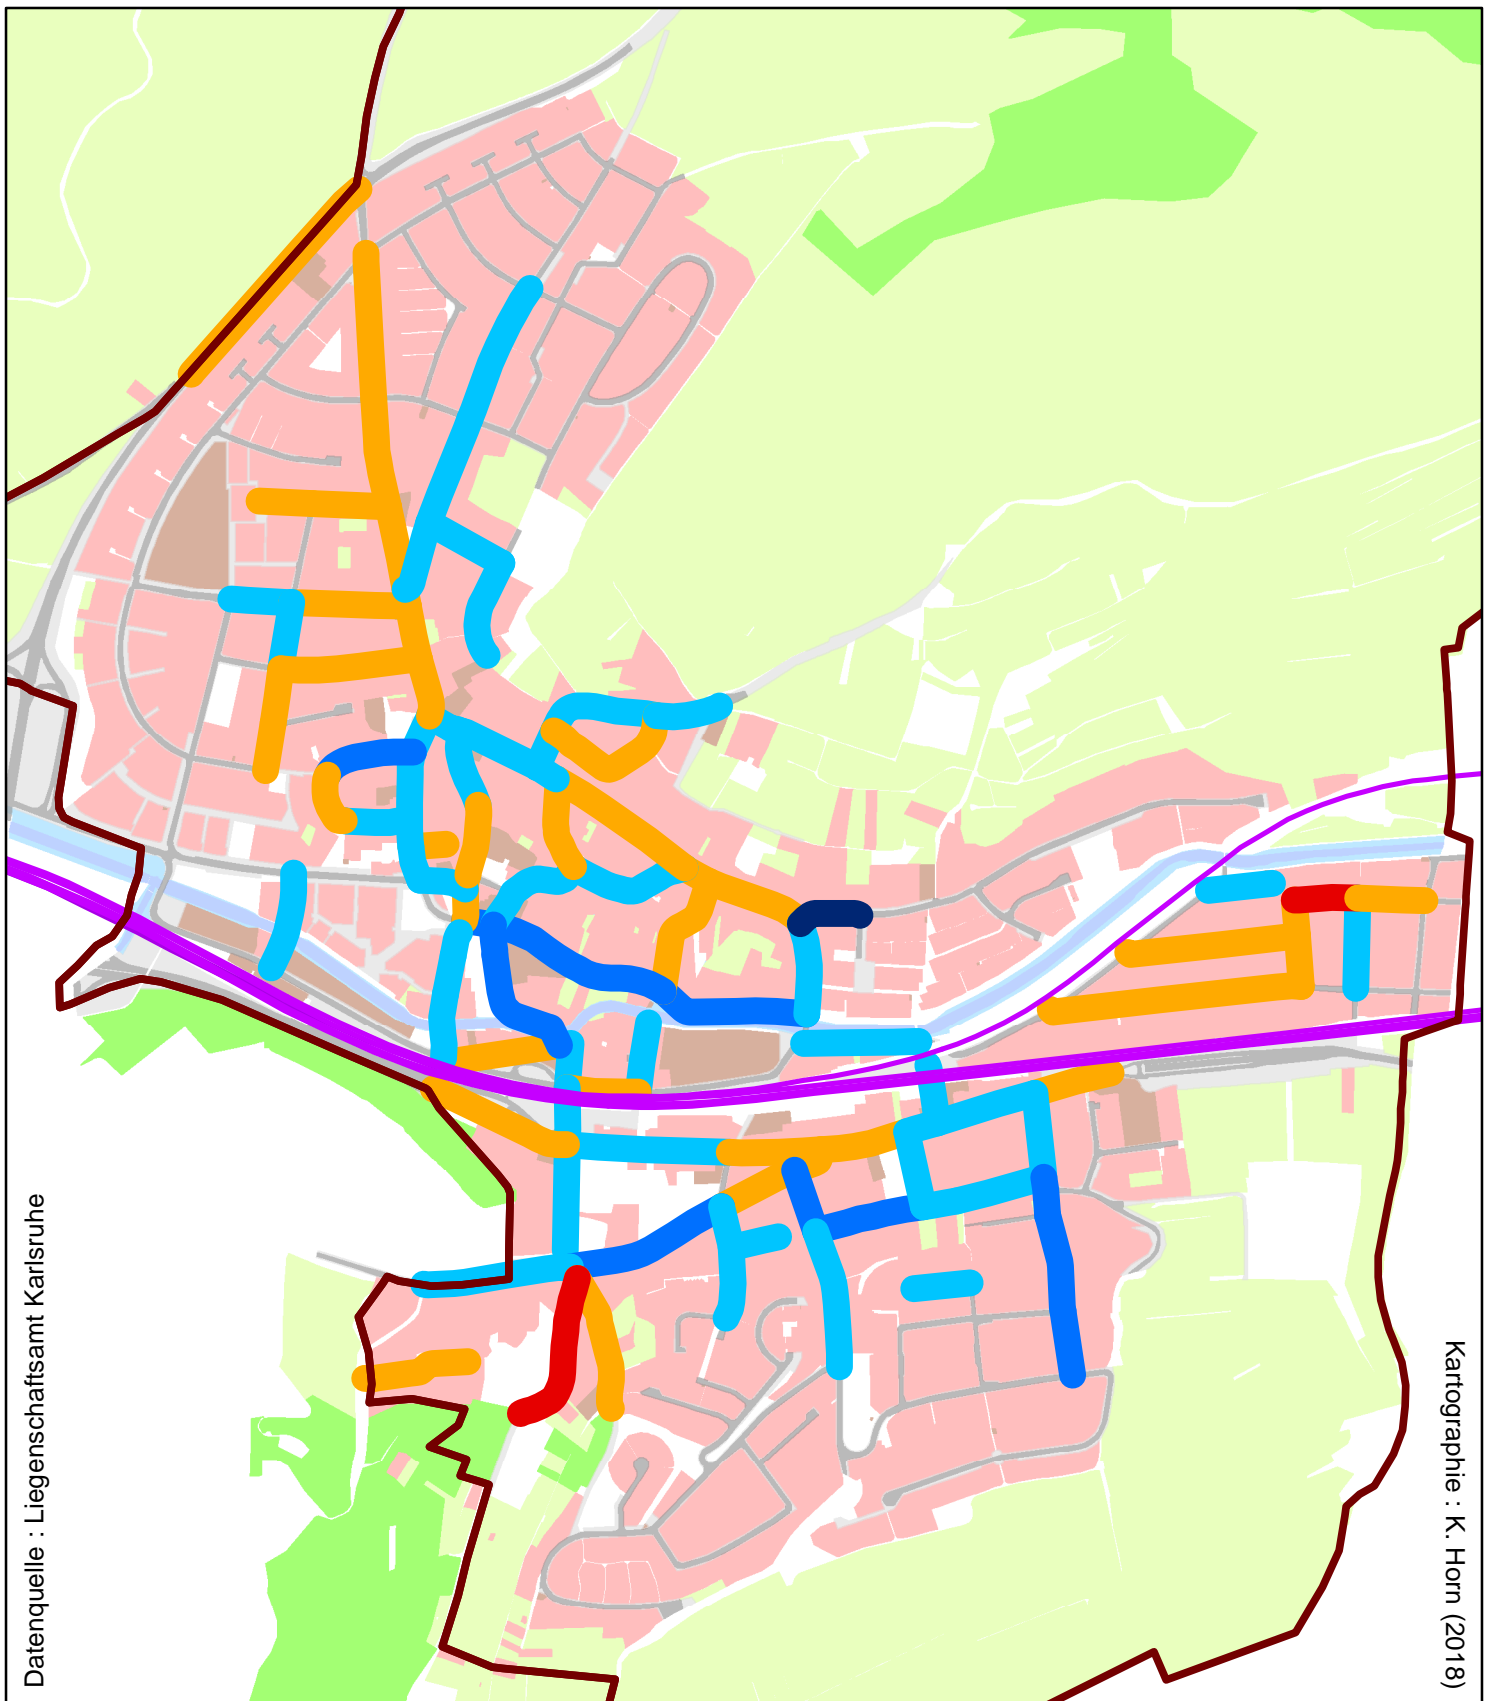 Datenquelle : Liegenschaftsamt Karlsruhe
Kartographie : K. Horn (2018)